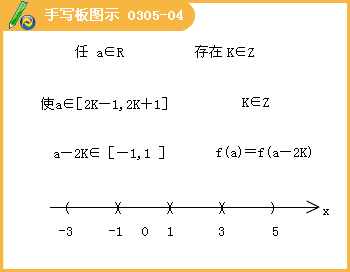 手写板图示 0305-04
任 a∈R 存在 K∈Z
使a∈[2K-1,2K+1] K∈Z
a-2K∈ [-1,1 ] f(a)=f(a-2K)
x
-3 -1 0 1 3 5